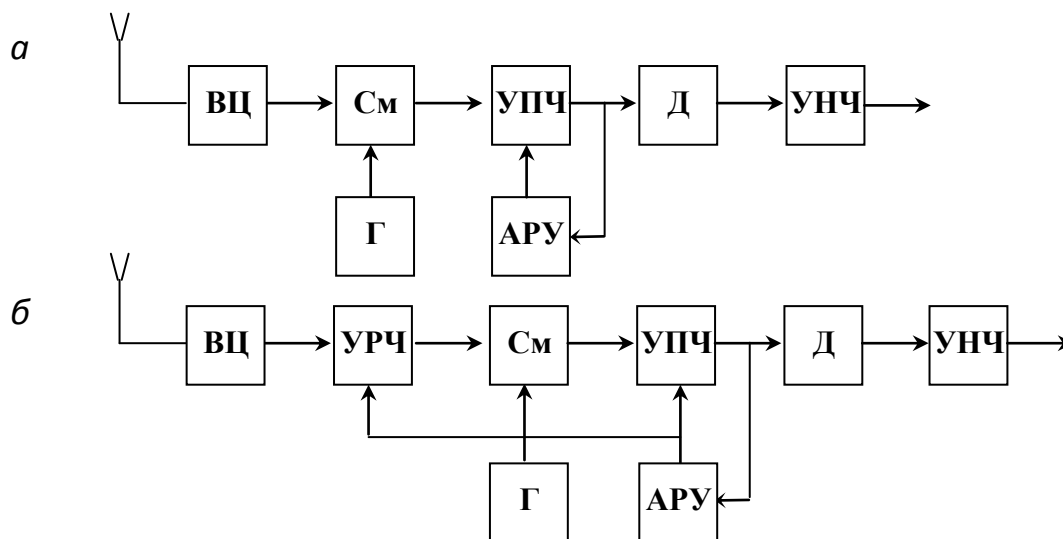 а
ВЦ См УПЧ Д УНЧ
Г АРУ
б
ВЦ УРЧ См УПЧ Д УНЧ
Г АРУ